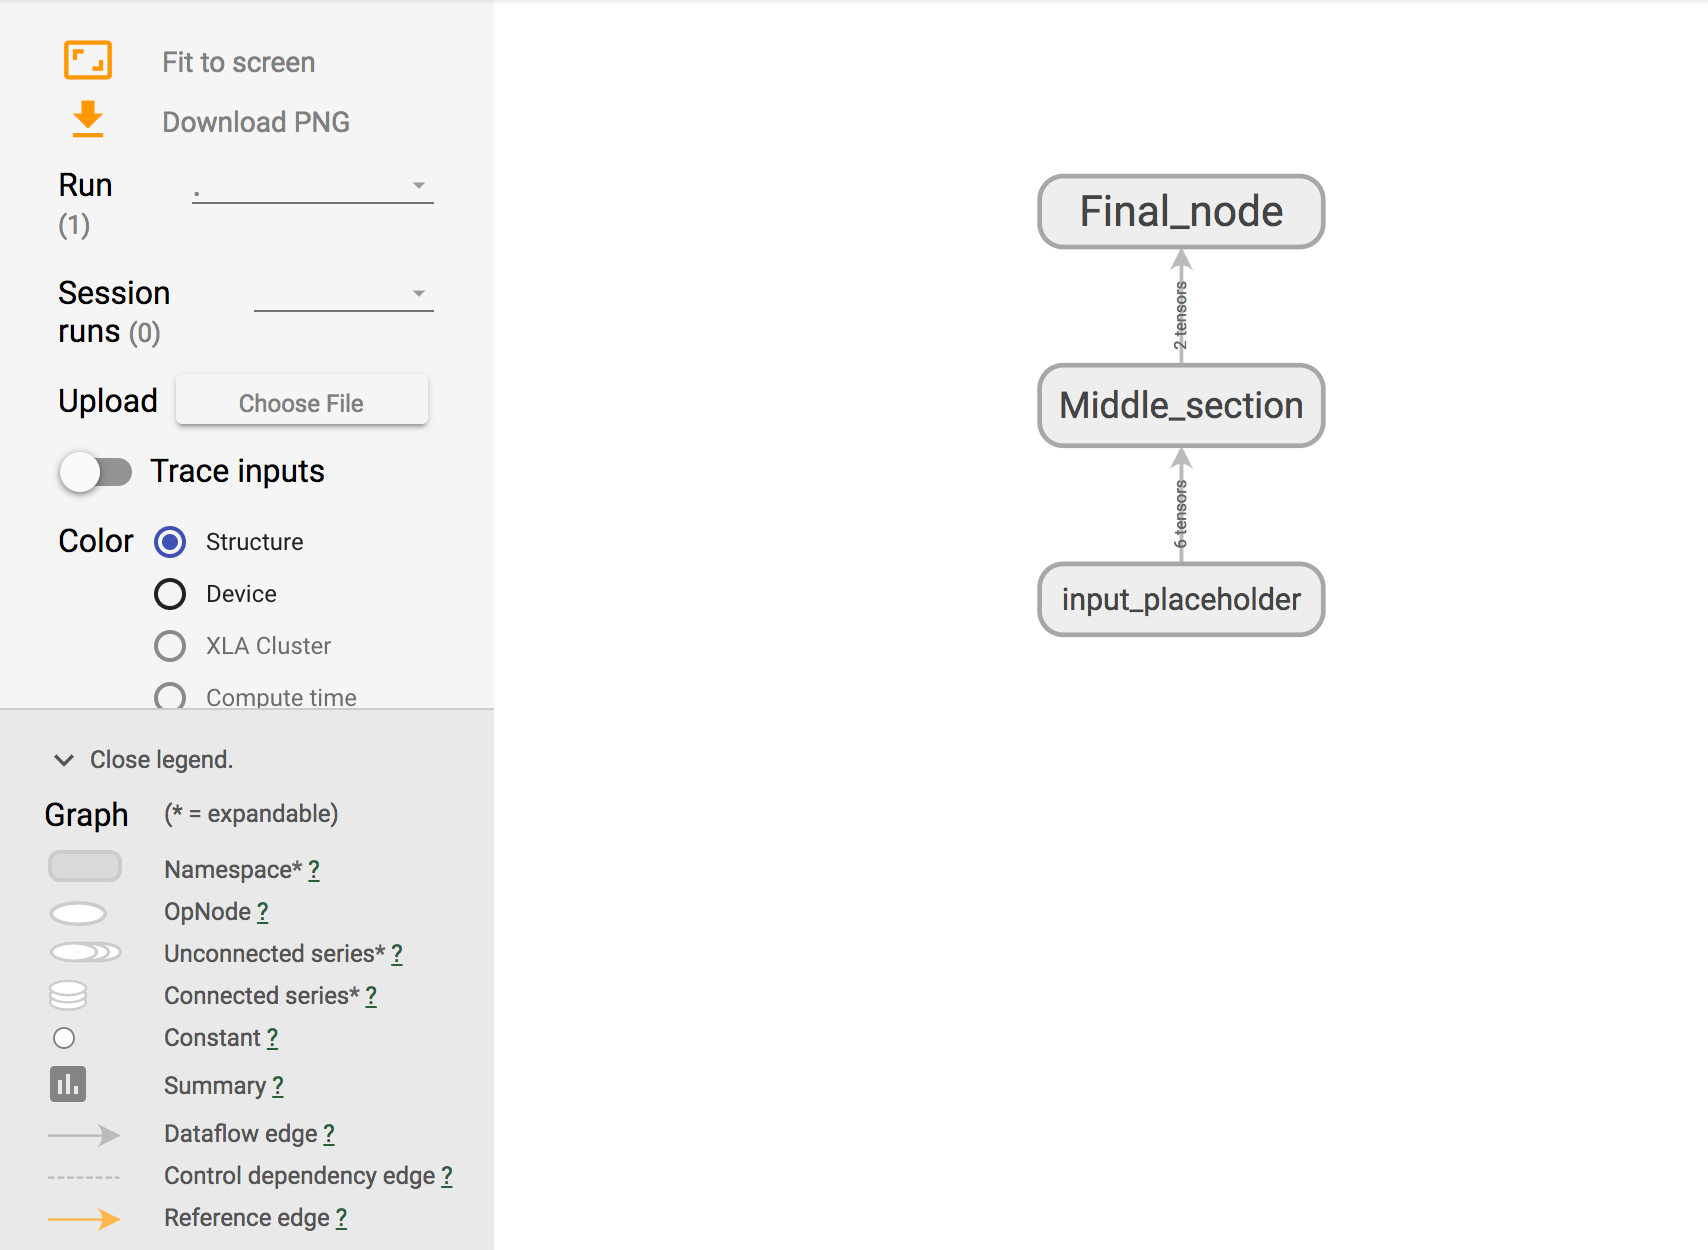 Fit to screen
Download PNG
Run
(1)
.
Session
runs (0)
Upload
Choose File
Trace inputs
Color
Structure
Device
XLA Cluster
Compute time
Close legend.
Graph
(* = expandable)
Namespace* ?
OpNode ?
Unconnected series* ?
Connected series* ?
Constant ?
Summary ?
Dataflow edge ?
Control dependency edge ?
Reference edge ?
Final_node
2 tensors
Middle_section
6 tensors
input_placeholder